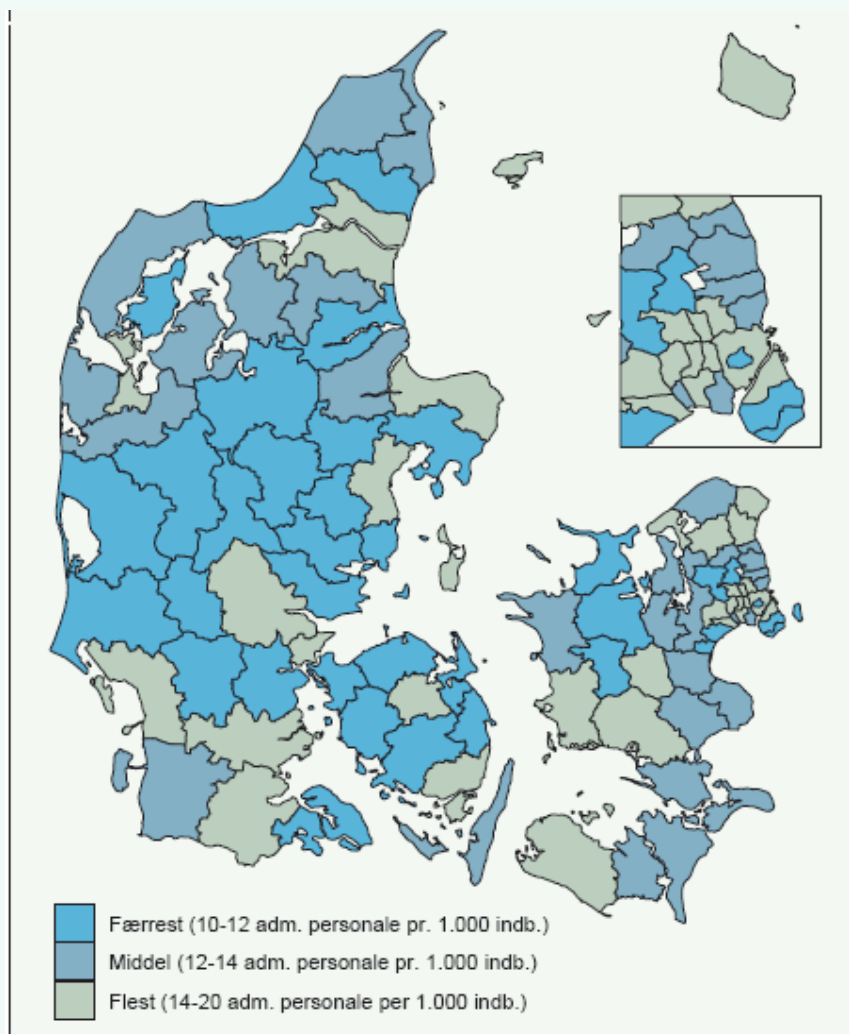 Færrest (10-12 adm. personale pr. 1.000 indb.)
Middel (12-14 adm. personale pr. 1.000 indb.)
Flest (14-20 adm. personale per 1.000 indb.)